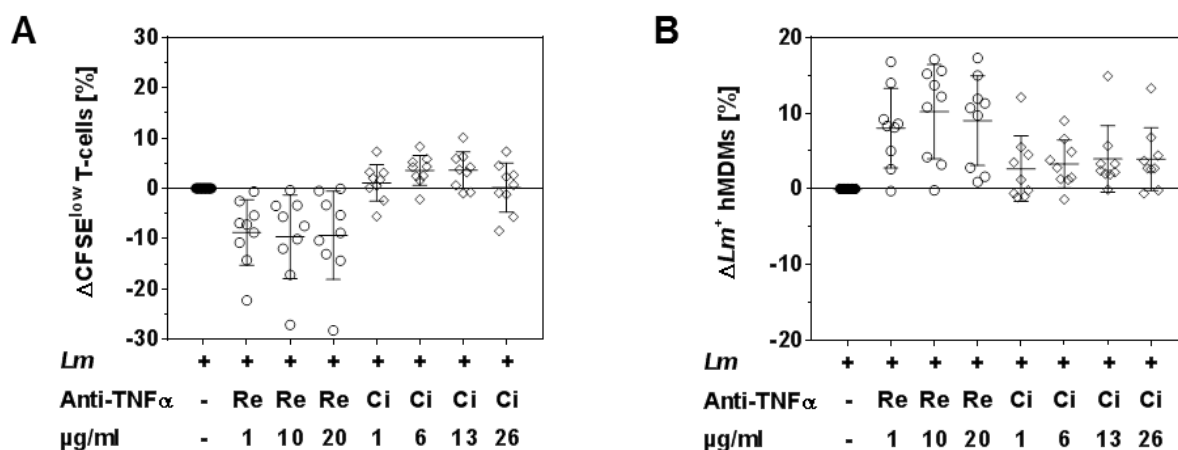 A
ΔCFSElow T-cells [%]
30
20
10
0
-10
-20
-30
Lm + + + + + + + +
Anti-TNFα - Re Re Re Ci Ci Ci Ci
µg/ml - 1 10 20 1 6 13 26
B
ΔLm+ hMDMs [%]
20
10
0
-10
-20
Lm + + + + + + + +
Anti-TNFα - Re Re Re Ci Ci Ci Ci
µg/ml - 1 10 20 1 6 13 26